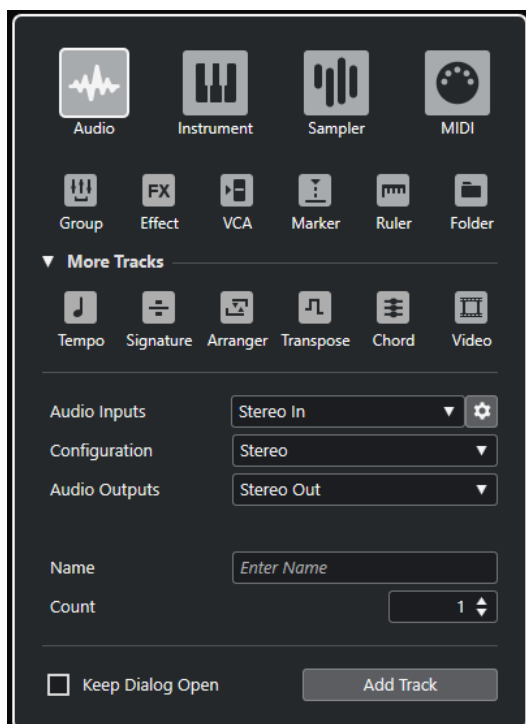 Audio Instrument Sampler MIDI
FX
Group Effect VCA Marker Ruler Folder
More Tracks
Tempo Signature Arranger Transpose Chord Video
Audio Inputs Stereo In
Configuration Stereo
Audio Outputs Stereo Out
Name Enter Name
Count 1
Keep Dialog Open Add Track